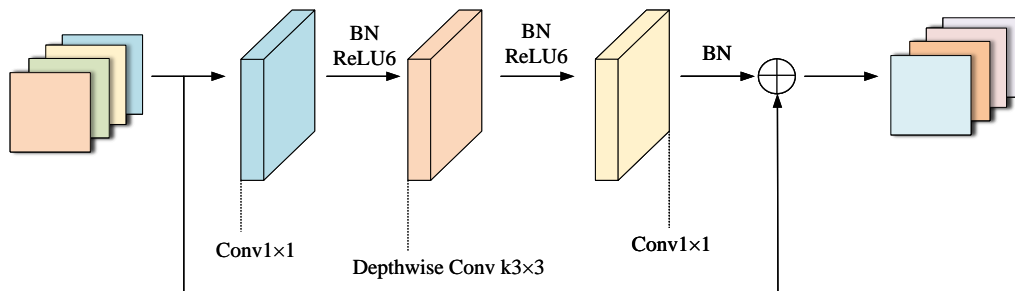 BN
ReLU6
BN
ReLU6
BN
Conv1×1
Depthwise Conv k3×3
Conv1×1